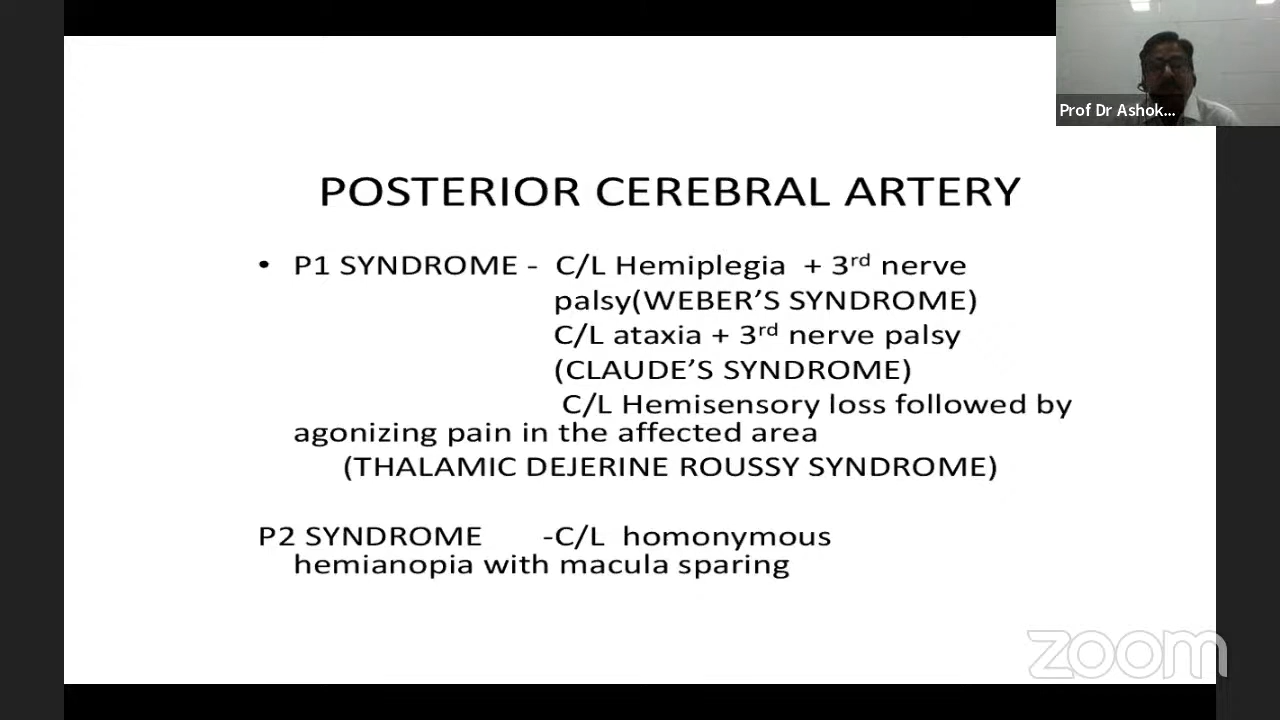 Prof Dr Ashok...
POSTERIOR CEREBRAL ARTERY
• P1 SYNDROME - C/L Hemiplegia + 3rd nerve
palsy(WEBER’S SYNDROME)
C/L ataxia + 3rd nerve palsy
(CLAUDE’S SYNDROME)
C/L Hemisensory loss followed by
agonizing pain in the affected area
(THALAMIC DEJERINE ROUSSY SYNDROME)
P2 SYNDROME -C/L homonymous
hemianopia with macula sparing
zoom